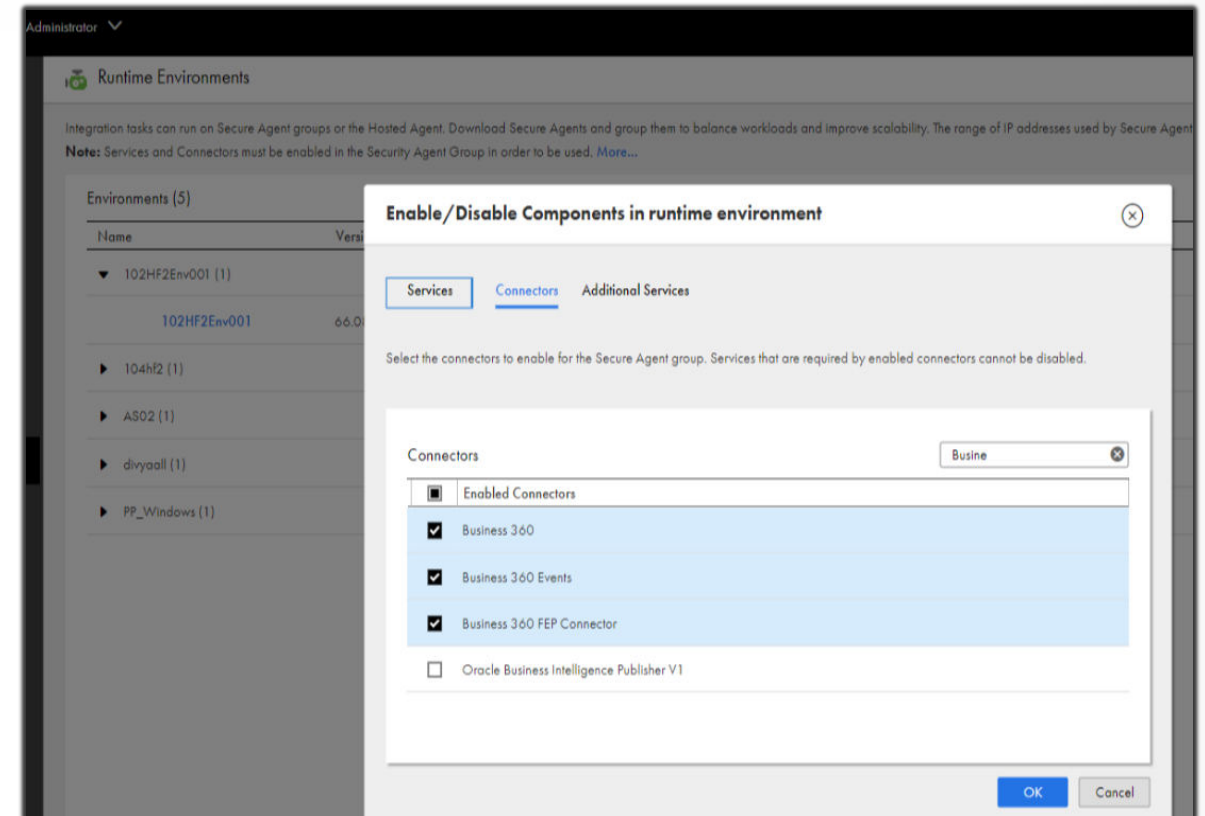 Administrator
Runtime Environments
Integration tasks can run on Secure Agent groups or the Hosted Agent. Download Secure Agents and group them to balance workloads and improve scalability. The range of IP addresses used by Secure Agent
Note: Services and Connectors must be enabled in the Security Agent Group in order to be used. More...
Environments (5)
Name Versi
102HF2Env001 (1)
102HF2Env001 66.0
104hf2 (1)
AS02 (1)
divyaall (1)
PP_Windows (1)
Enable/Disable Components in runtime environment
Services Connectors Additional Services
Select the connectors to enable for the Secure Agent group. Services that are required by enabled connectors cannot be disabled.
Connectors Busine
Enabled Connectors
Business 360
Business 360 Events
Business 360 FEP Connector
Oracle Business Intelligence Publisher V1
OK Cancel